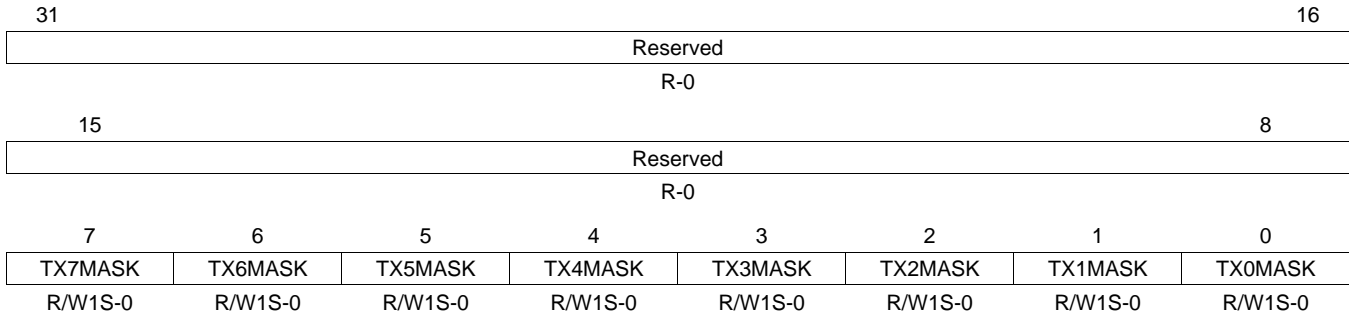 31 16
Reserved
R-0
15 8
Reserved
R-0
7 6 5 4 3 2 1 0
TX7MASK TX6MASK TX5MASK TX4MASK TX3MASK TX2MASK TX1MASK TX0MASK
R/W1S-0 R/W1S-0 R/W1S-0 R/W1S-0 R/W1S-0 R/W1S-0 R/W1S-0 R/W1S-0